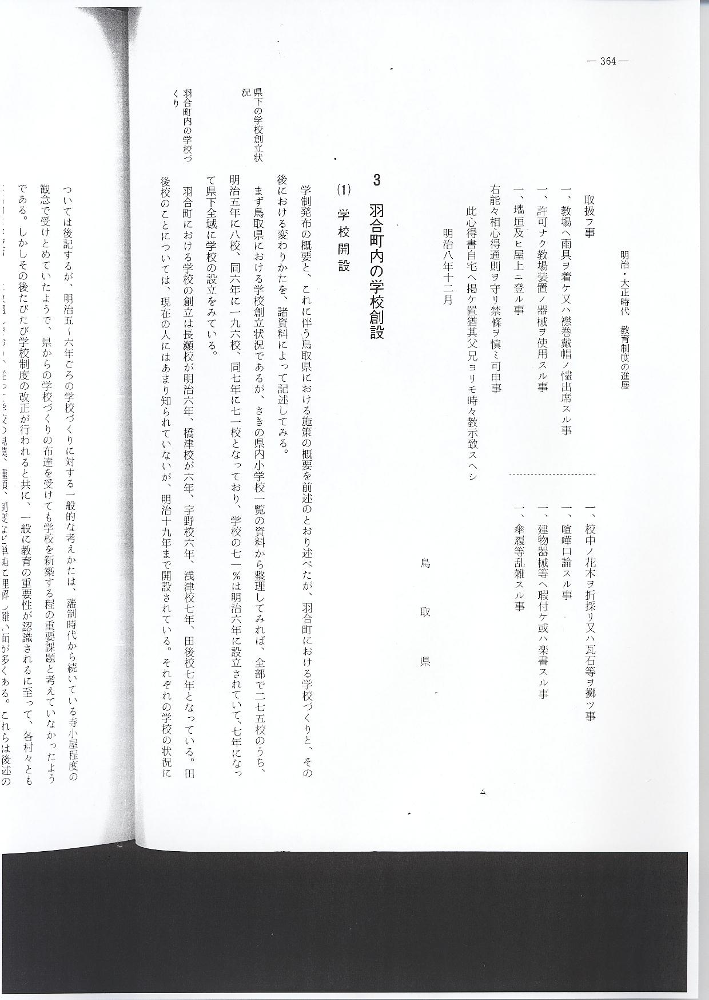 ― 364 ―
明治・大正時代 教育制度の進展
取扱フ事
一、教場ヘ雨具ヲ着ケ又ハ襟巻戴帽ノ儘出席スル事
一、許可ナク教場装置ノ器械ヲ使用スル事
一、墻垣及ヒ屋上ニ登ル事
一、校中ノ花木ヲ折採リ又ハ瓦石等ヲ擲ツ事
一、喧嘩口論スル事
一、建物器械等ヘ瑕付ケ或ハ楽書スル事
一、傘履等乱雑スル事
右能々相心得通則ヲ守リ禁條ヲ慎ミ可申事
此心得書自宅ヘ掲ケ置猶其父兄ヨリモ時々教示致スヘシ
明治八年十二月
鳥取県
3 羽合町内の学校創設
(1) 学校開設
学制発布の概要と、これに伴う鳥取県における施策の概要を前述のとおり述べたが、羽合町における学校づくりと、その
後における変わりかたを、諸資料によって記述してみる。
県下の学校創立状
況
まず鳥取県における学校創立状況であるが、さきの県内小学校一覧の資料から整理してみれば、全部で二七五校のうち、
明治五年に八校、同六年に一九六校、同七年に七一校となっており、学校の七一%は明治六年に設立されていて、七年になっ
て県下全域に学校の設立をみている。
羽合町内の学校づ
くり
羽合町における学校の創立は長瀬校が明治六年、橋津校が六年、宇野校六年、浅津校七年、田後校七年となっている。田
後校のことについては、現在の人にはあまり知られていないが、明治十九年まで開設されている。それぞれの学校の状況に
ついては後記するが、明治五～六年ごろの学校づくりに対する一般的な考えかたは、藩制時代から続いている寺小屋程度の
観念で受けとめていたようで、県からの学校づくりの布達を受けても学校を新築する程の重要課題と考えていなかったよう
である。しかしその後たびたび学校制度の改正が行われると共に、一般に教育の重要性が認識されるに至って、各村々とも
面が多くある。これらは後述の